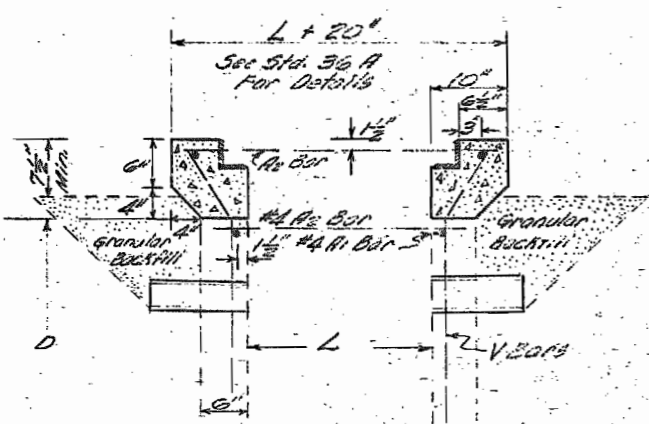 L + 20"
See Std. 36 A
For Details
10"
6½"
3"
1½"
7½"
Min
6"
4"
4"
A2 Bar
#4 A2 Bar
1½" #4 A1 Bar
Granular
Backfill
Granular
Backfill
D
L
V Bars
6"